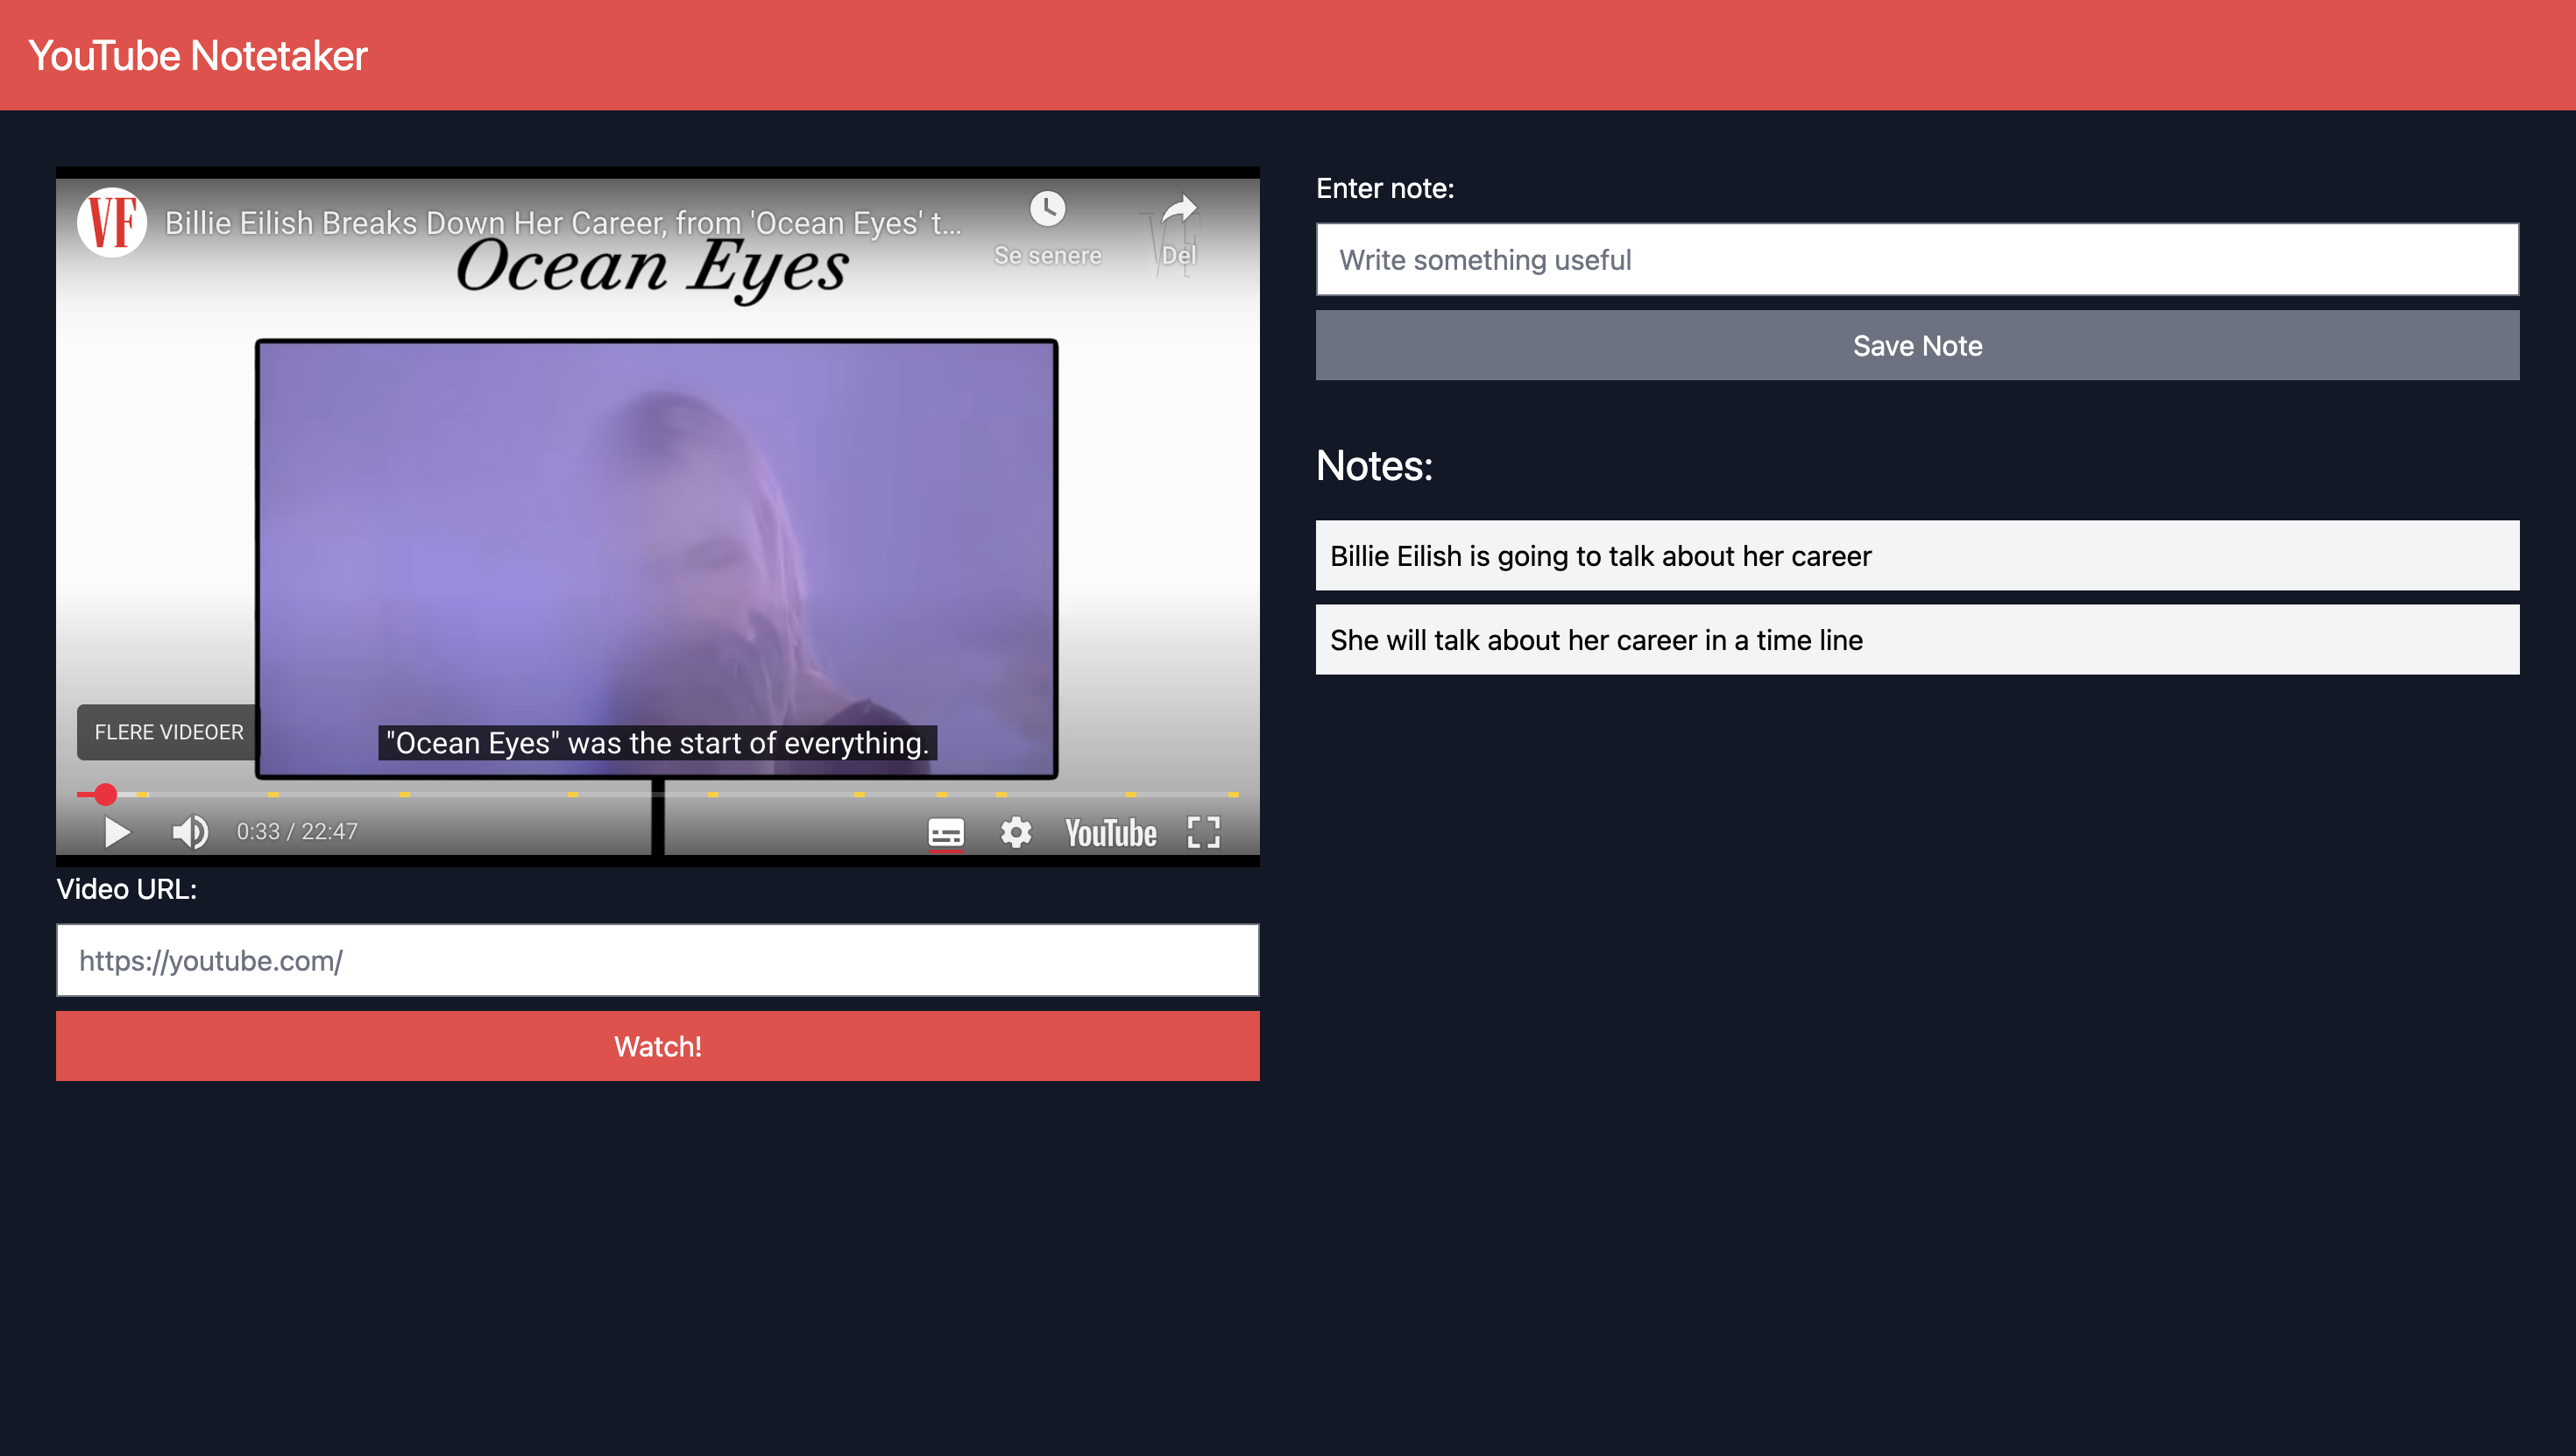 YouTube Notetaker
VF
Billie Eilish Breaks Down Her Career, from 'Ocean Eyes' t...
Se senere
Del
Ocean Eyes
FLERE VIDEOER
"Ocean Eyes" was the start of everything.
0:33 / 22:47
YouTube
Video URL:
https://youtube.com/
Watch!
Enter note:
Write something useful
Save Note
Notes:
Billie Eilish is going to talk about her career
She will talk about her career in a time line